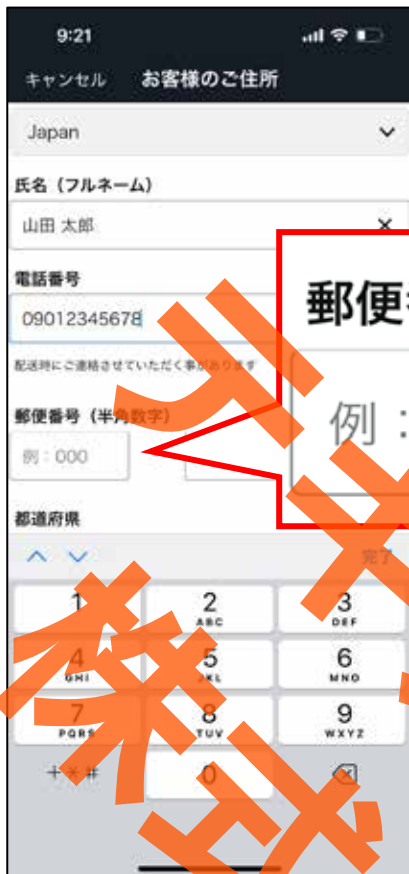 9:21
キャンセル お客様のご住所
Japan
氏名（フルネーム）
山田 太郎
電話番号
09012345678
配送時にご連絡させていただく事があります
郵便番号（半角数字）
例：000
郵便
例：
都道府県
完了
1
2 ABC
3 DEF
4 GHI
5 JKL
6 MNO
7 PQRS
8 TUV
9 WXYZ
+*#
0
株式